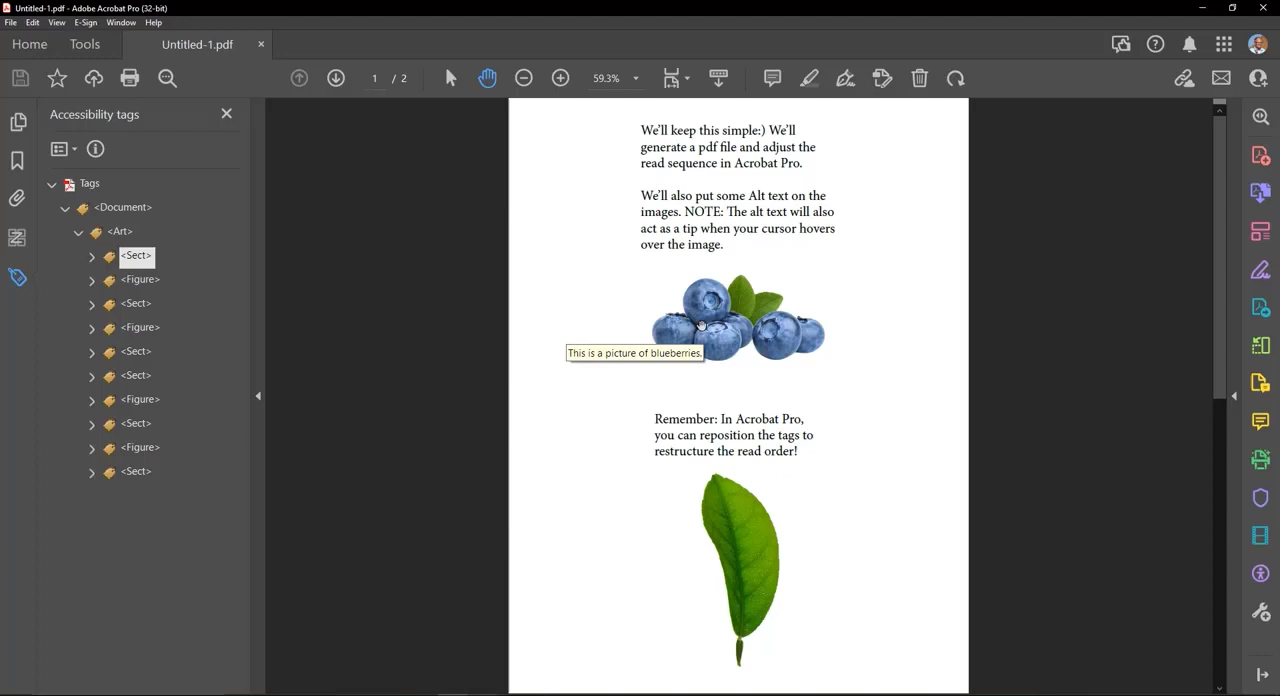 Untitled-1.pdf - Adobe Acrobat Pro (32-bit)
File Edit View E-Sign Window Help
Home Tools Untitled-1.pdf
1 / 2 59.3%
Accessibility tags
Tags
<Document>
<Art>
<Sect>
<Figure>
<Sect>
<Figure>
<Sect>
<Sect>
<Figure>
<Sect>
<Figure>
<Sect>
We'll keep this simple:) We'll
generate a pdf file and adjust the
read sequence in Acrobat Pro.
We'll also put some Alt text on the
images. NOTE: The alt text will also
act as a tip when your cursor hovers
over the image.
This is a picture of blueberries.
Remember: In Acrobat Pro,
you can reposition the tags to
restructure the read order!